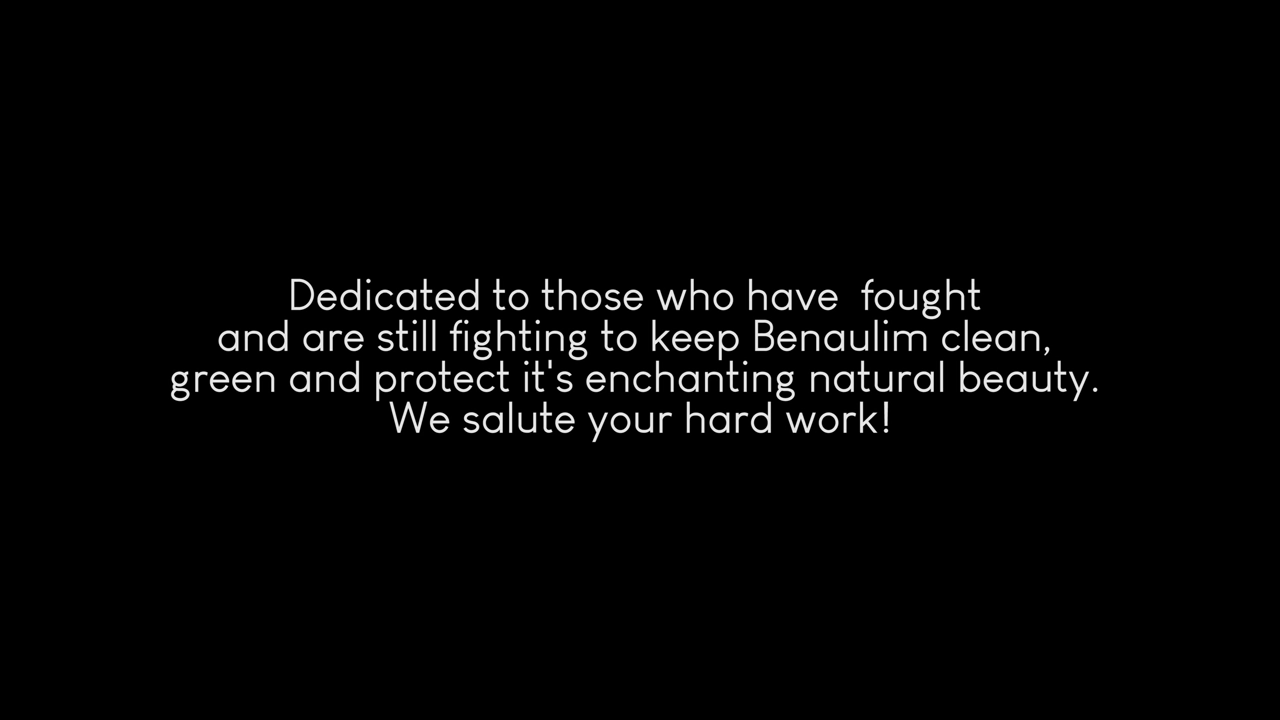 Dedicated to those who have  fought
and are still fighting to keep Benaulim clean,
green and protect it's enchanting natural beauty.
We salute your hard work!